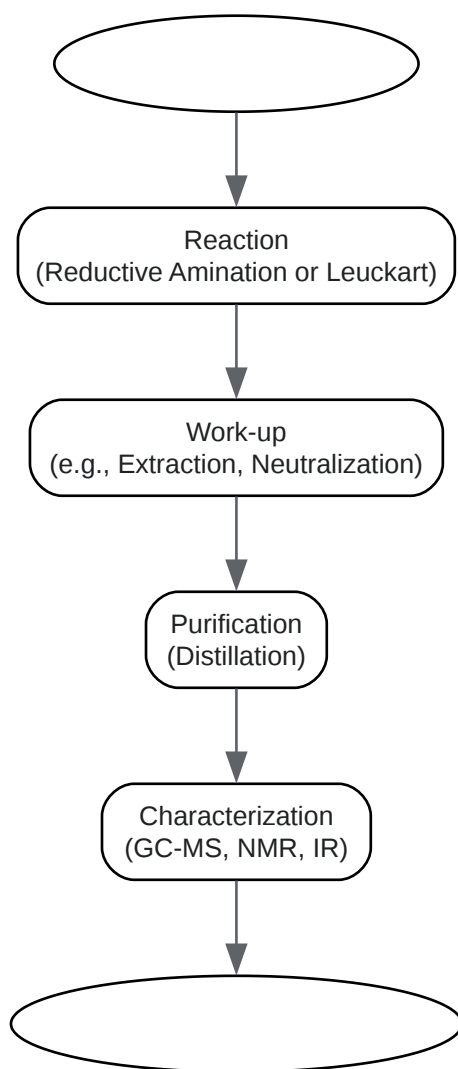 Reaction
(Reductive Amination or Leuckart)
Work-up
(e.g., Extraction, Neutralization)
Purification
(Distillation)
Characterization
(GC-MS, NMR, IR)